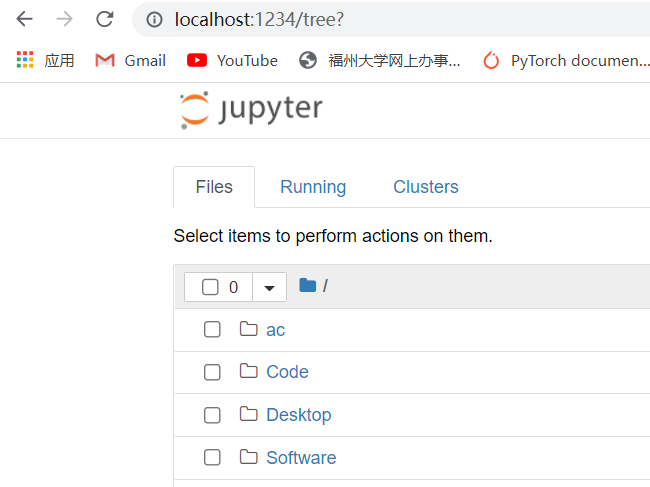 localhost:1234/tree?
应用 Gmail YouTube 福州大学网上办事... PyTorch documen...
jupyter
Files Running Clusters
Select items to perform actions on them.
0 /
ac
Code
Desktop
Software